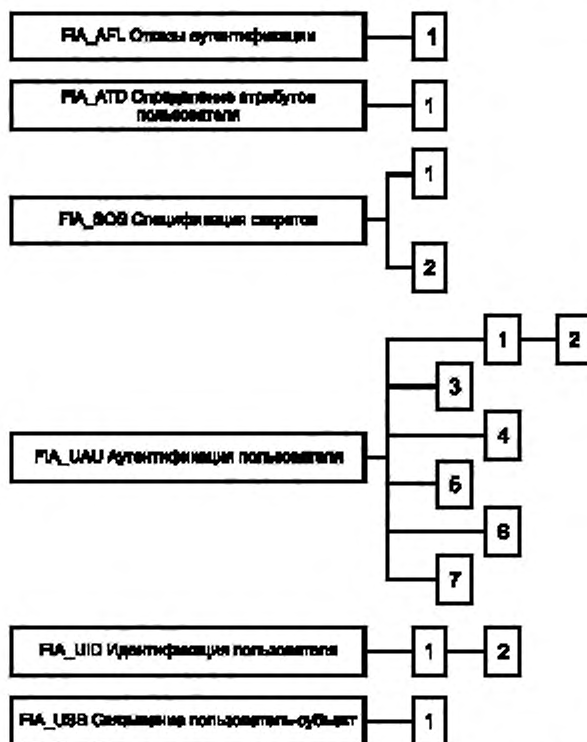 FIA_AFL Отказы аутентификации
1
FIA_ATD Определение атрибутов
пользователя
1
FIA_SOS Спецификация секретов
1
2
FIA_UAU Аутентификация пользователя
1
2
3
4
5
6
7
FIA_UID Идентификация пользователя
1
2
FIA_USB Связывание пользователь-субъект
1